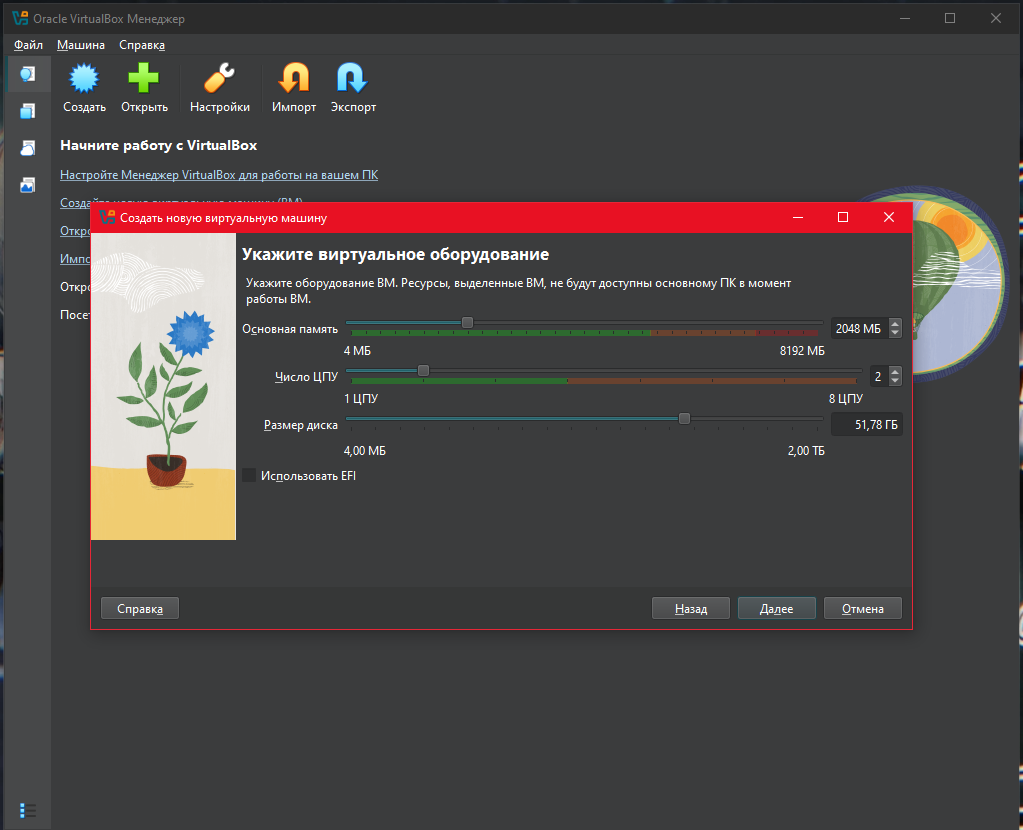 Oracle VirtualBox Менеджер
Файл Машина Справка
Создать Открыть Настройки Импорт Экспорт
Начните работу с VirtualBox
Настройте Менеджер VirtualBox для работы на вашем ПК
Создать новую виртуальную машину
Укажите виртуальное оборудование
Укажите оборудование ВМ. Ресурсы, выделенные ВМ, не будут доступны основному ПК в момент
работы ВМ.
Основная память 2048 МБ
4 МБ 8192 МБ
Число ЦПУ 2
1 ЦПУ 8 ЦПУ
Размер диска 51,78 ГБ
4,00 МБ 2,00 ТБ
Использовать EFI
Справка Назад Далее Отмена